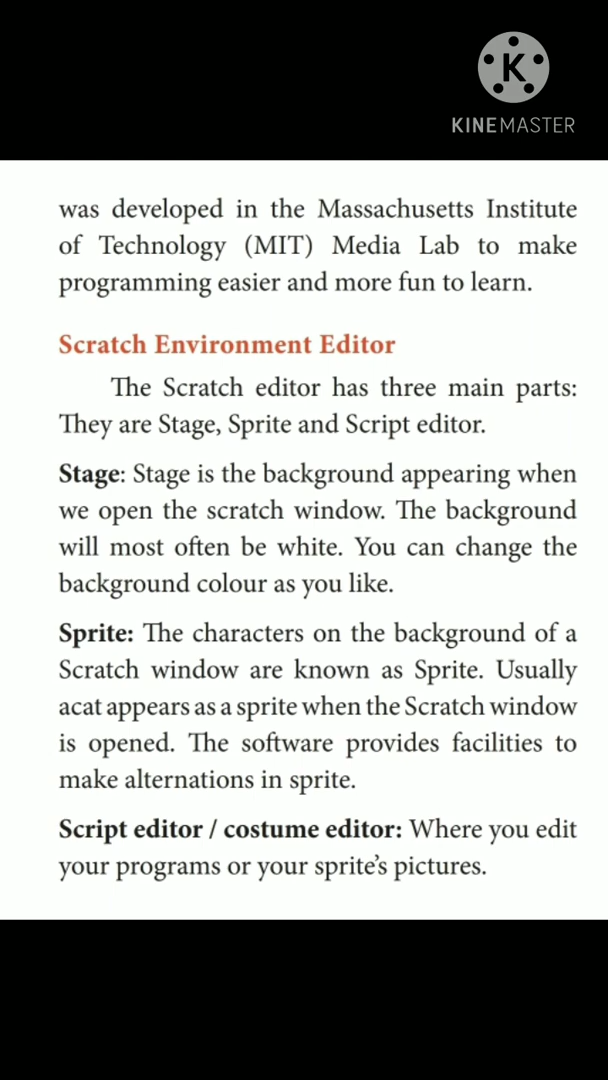 K
KINEMASTER
was developed in the Massachusetts Institute
of Technology (MIT) Media Lab to make
programming easier and more fun to learn.
Scratch Environment Editor
The Scratch editor has three main parts:
They are Stage, Sprite and Script editor.
Stage: Stage is the background appearing when
we open the scratch window. The background
will most often be white. You can change the
background colour as you like.
Sprite: The characters on the background of a
Scratch window are known as Sprite. Usually
acat appears as a sprite when the Scratch window
is opened. The software provides facilities to
make alternations in sprite.
Script editor / costume editor: Where you edit
your programs or your sprite’s pictures.